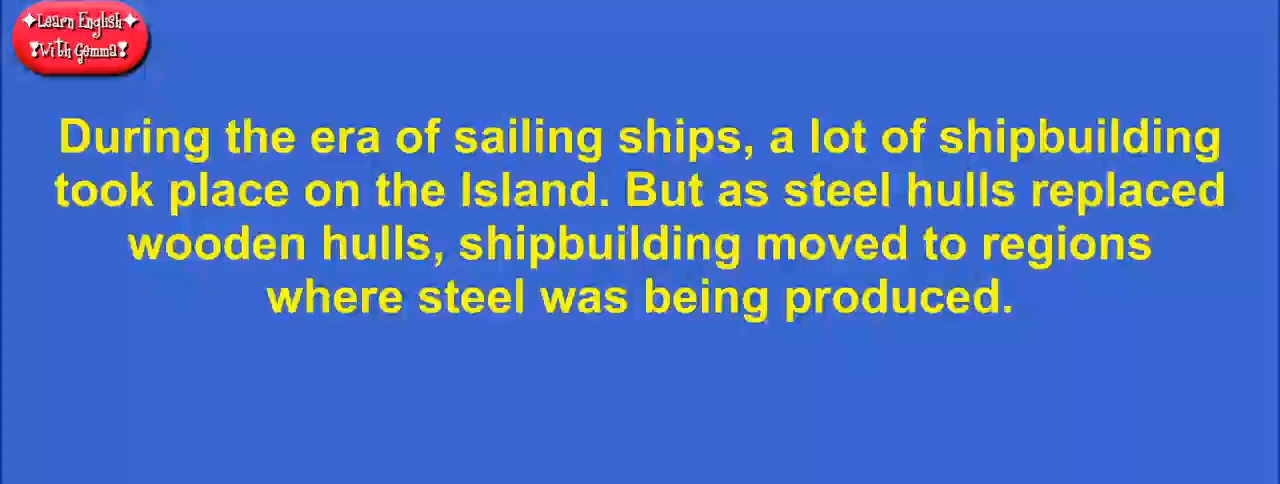 ✦Learn English✦
❣With Gemma❣
During the era of sailing ships, a lot of shipbuilding
took place on the Island. But as steel hulls replaced
wooden hulls, shipbuilding moved to regions
where steel was being produced.